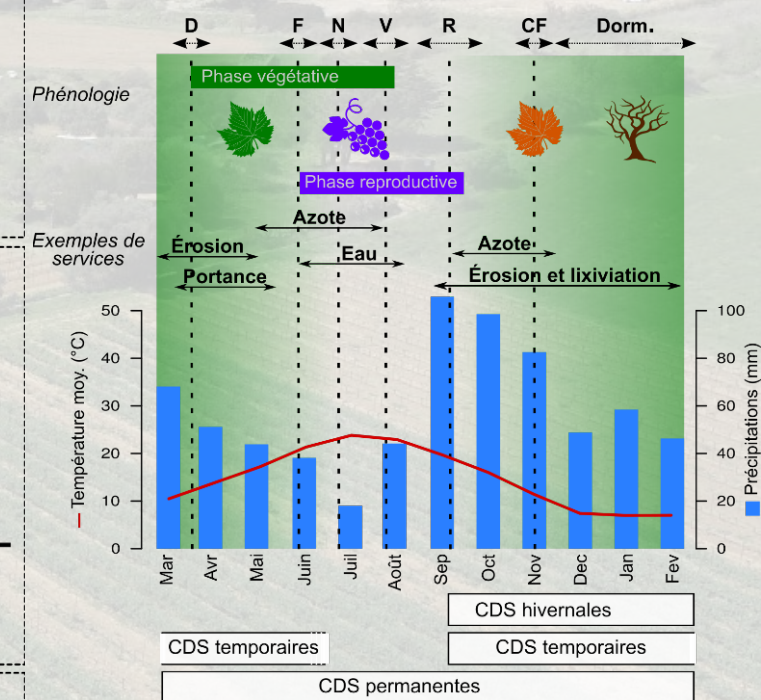 D F N V R CF Dorm.
Phénologie
Phase végétative
Phase reproductive
Exemples de
services
Azote
Érosion
Eau
Azote
Portance
Érosion et lixiviation
Température moy. (°C)
50
40
30
20
10
0
100
80
60
40
20
0
Précipitations (mm)
Mar Avr Mai Juin Juil Août Sep Oct Nov Dec Jan Fev
CDS hivernales
CDS temporaires CDS temporaires
CDS permanentes